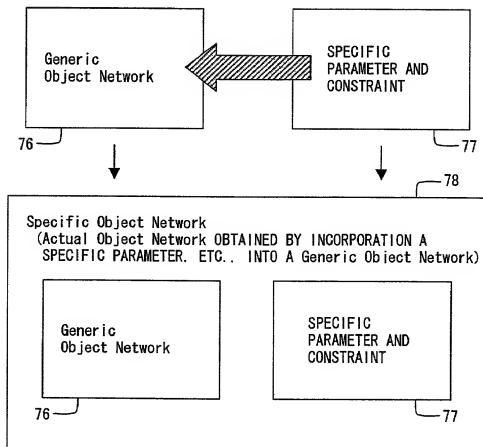 Generic
Object Network
SPECIFIC
PARAMETER AND
CONSTRAINT
76
77
78
Specific Object Network
(Actual Object Network OBTAINED BY INCORPORATION A
SPECIFIC PARAMETER. ETC., INTO A Generic Object Network)
Generic
Object Network
SPECIFIC
PARAMETER AND
CONSTRAINT
76
77